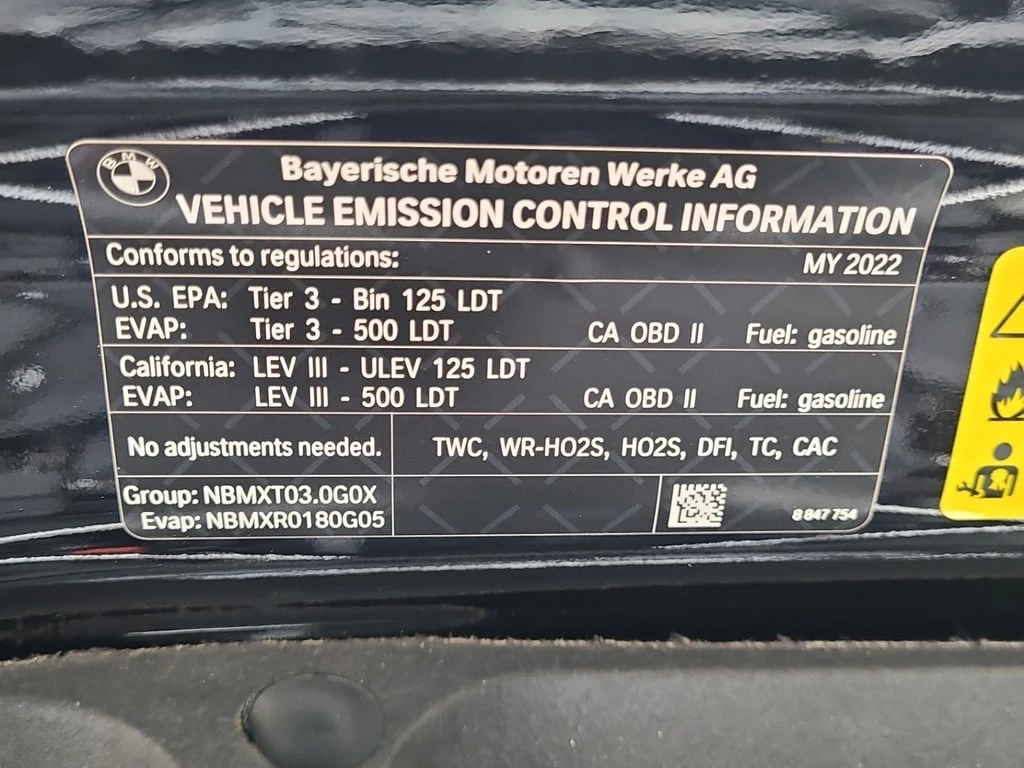 BMW
Bayerische Motoren Werke AG
VEHICLE EMISSION CONTROL INFORMATION
Conforms to regulations: MY 2022
U.S. EPA: Tier 3 - Bin 125 LDT
EVAP: Tier 3 - 500 LDT CA OBD II Fuel: gasoline
California: LEV III - ULEV 125 LDT
EVAP: LEV III - 500 LDT CA OBD II Fuel: gasoline
No adjustments needed. TWC, WR-HO2S, HO2S, DFI, TC, CAC
Group: NBMXT03.0G0X
Evap: NBMXR0180G05
8 847 754